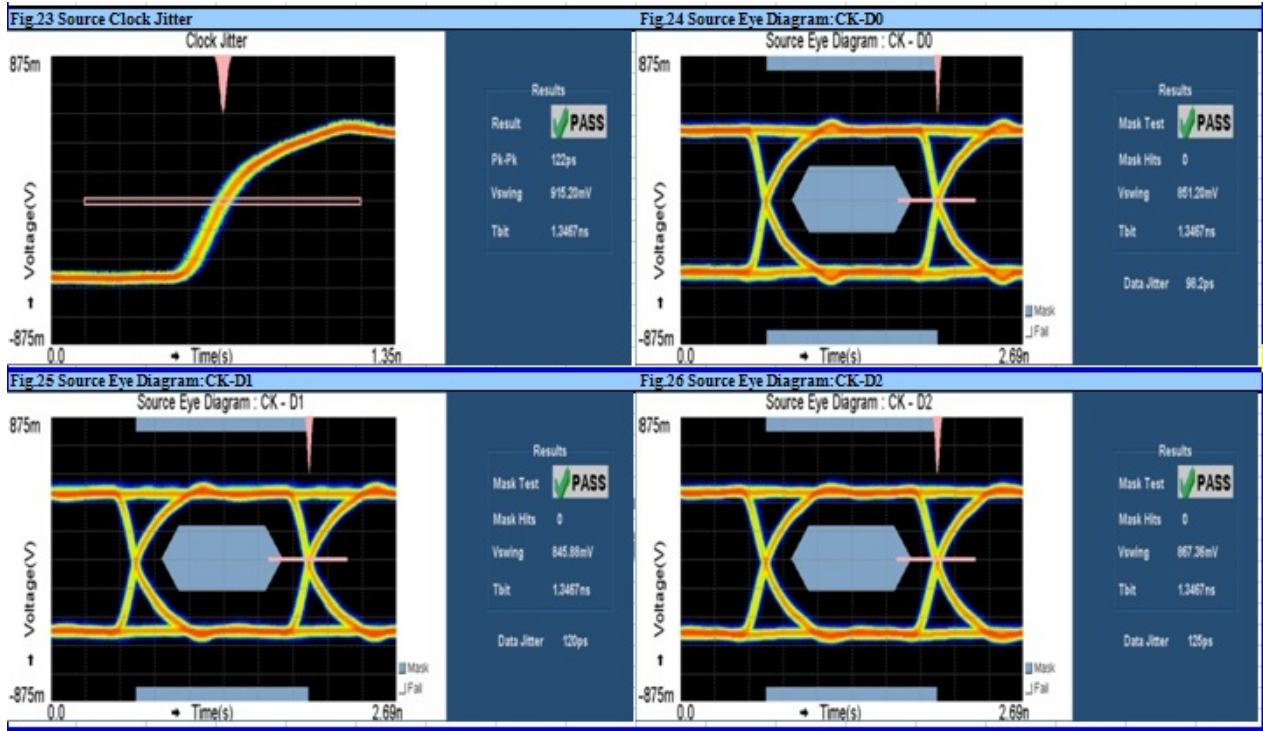 Fig.23 Source Clock Jitter
Clock Jitter
875m
Voltage(V)
-875m
0.0
Time(s)
1.35n
Results
Result PASS
Pk-Pk 122ps
Vswing 915.20mV
Tbit 1.3467ns
Fig.24 Source Eye Diagram:CK-D0
Source Eye Diagram : CK - D0
875m
Voltage(V)
-875m
0.0
Time(s)
2.69n
Mask
Fail
Results
Mask Test PASS
Mask Hits 0
Vswing 851.20mV
Tbit 1.3467ns
Data Jitter 98.2ps
Fig.25 Source Eye Diagram:CK-D1
Source Eye Diagram : CK - D1
875m
Voltage(V)
-875m
0.0
Time(s)
2.69n
Mask
Fail
Results
Mask Test PASS
Mask Hits 0
Vswing 845.88mV
Tbit 1.3467ns
Data Jitter 120ps
Fig.26 Source Eye Diagram:CK-D2
Source Eye Diagram : CK - D2
875m
Voltage(V)
-875m
0.0
Time(s)
2.69n
Mask
Fail
Results
Mask Test PASS
Mask Hits 0
Vswing 867.36mV
Tbit 1.3467ns
Data Jitter 125ps